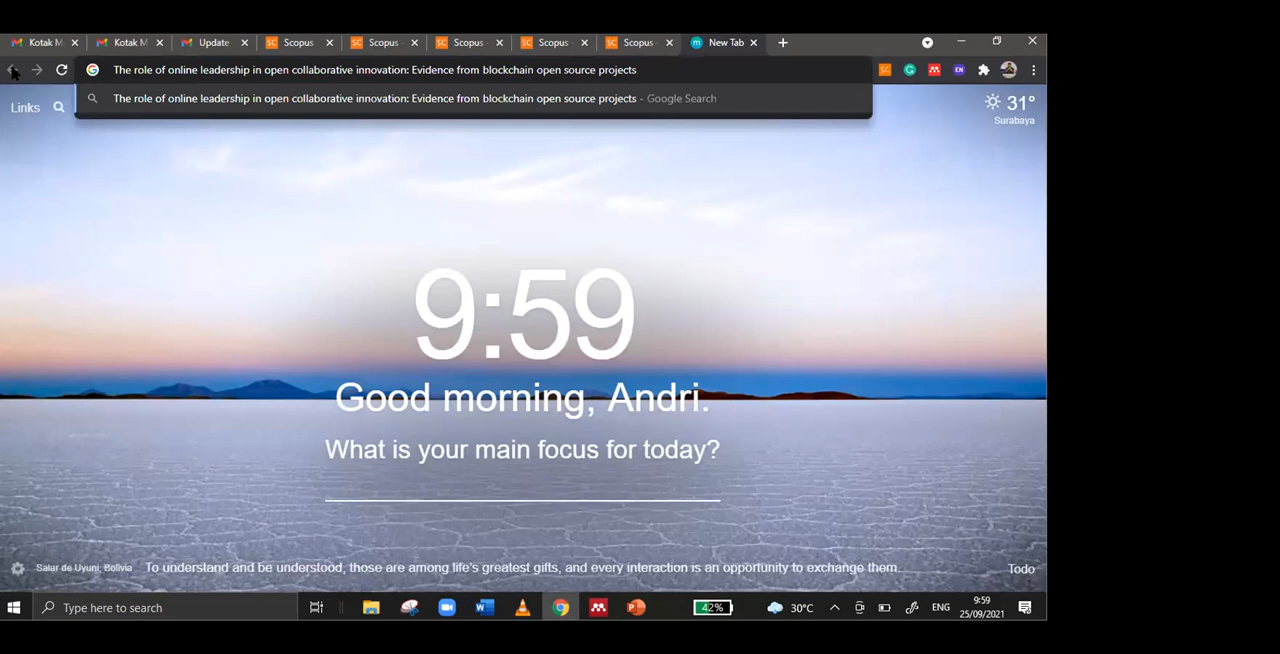 Kotak M
Kotak M
Update
Scopus
Scopus -
Scopus
Scopus
Scopus -
New Tab
The role of online leadership in open collaborative innovation: Evidence from blockchain open source projects
EN
Links
The role of online leadership in open collaborative innovation: Evidence from blockchain open source projects - Google Search
31°
Surabaya
9:59
Good morning, Andri.
What is your main focus for today?
Salar de Uyuni, Bolivia
To understand and be understood, those are among life's greatest gifts, and every interaction is an opportunity to exchange them.
Todo
Type here to search
42%
30°C
ENG
9:59
25/09/2021